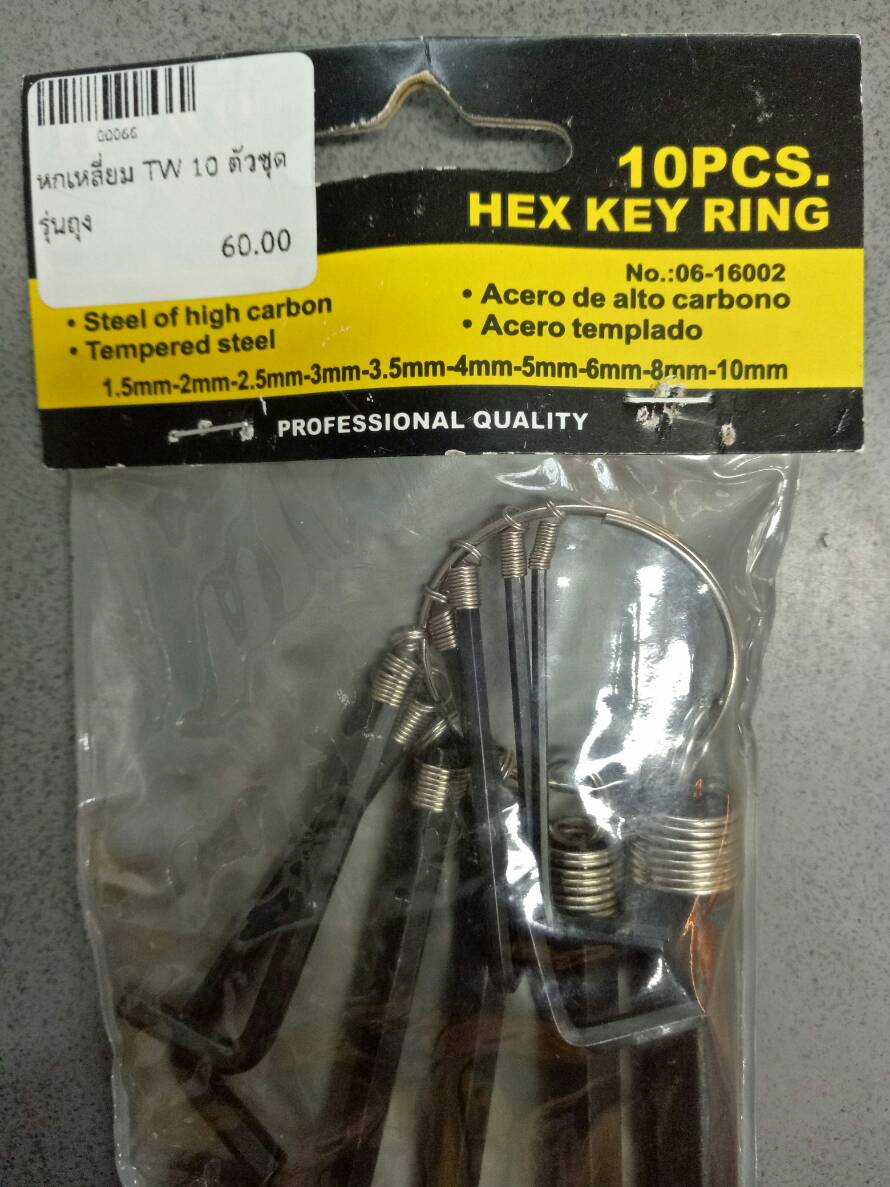 00066
หกเหลี่ยม TW 10 ตัวชุด
รุ่นถุง
60.00
10PCS.
HEX KEY RING
No.:06-16002
• Steel of high carbon
• Tempered steel
• Acero de alto carbono
• Acero templado
1.5mm-2mm-2.5mm-3mm-3.5mm-4mm-5mm-6mm-8mm-10mm
PROFESSIONAL QUALITY